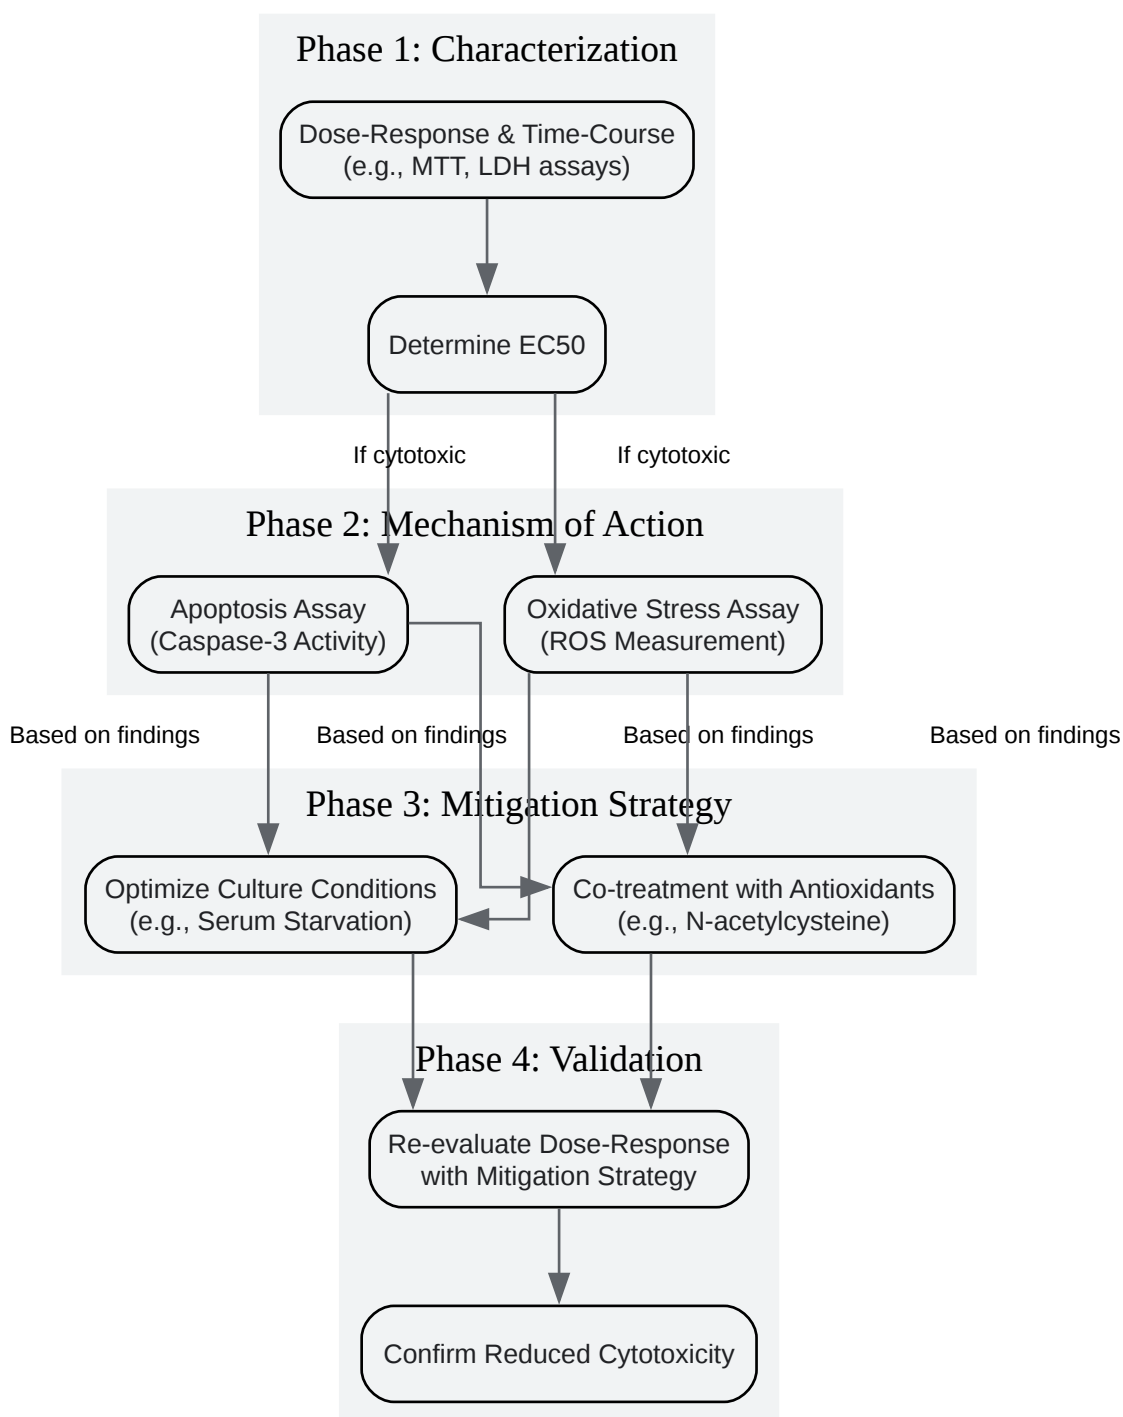 Phase 1: Characterization
Dose-Response & Time-Course
(e.g., MTT, LDH assays)
Determine EC50
If cytotoxic
If cytotoxic
Phase 2: Mechanism of Action
Apoptosis Assay
(Caspase-3 Activity)
Oxidative Stress Assay
(ROS Measurement)
Based on findings
Based on findings
Based on findings
Based on findings
Phase 3: Mitigation Strategy
Optimize Culture Conditions
(e.g., Serum Starvation)
Co-treatment with Antioxidants
(e.g., N-acetylcysteine)
Phase 4: Validation
Re-evaluate Dose-Response
with Mitigation Strategy
Confirm Reduced Cytotoxicity